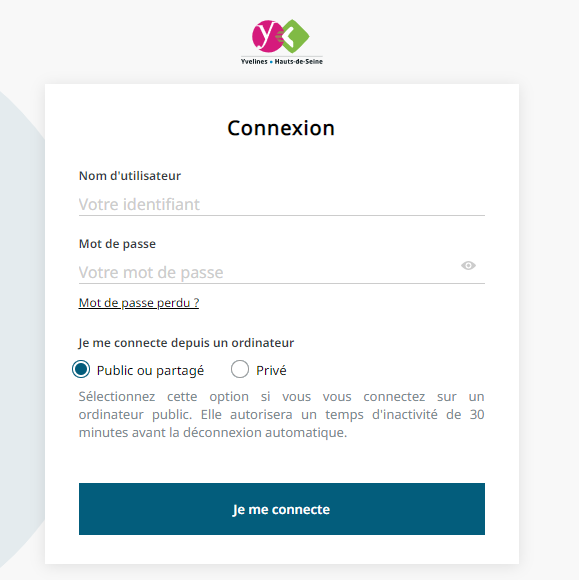 y
Yvelines • Hauts-de-Seine
Connexion
Nom d'utilisateur
Votre identifiant
Mot de passe
Votre mot de passe
Mot de passe perdu ?
Je me connecte depuis un ordinateur
Public ou partagé Privé
Sélectionnez cette option si vous vous connectez sur un
ordinateur public. Elle autorisera un temps d'inactivité de 30
minutes avant la déconnexion automatique.
Je me connecte